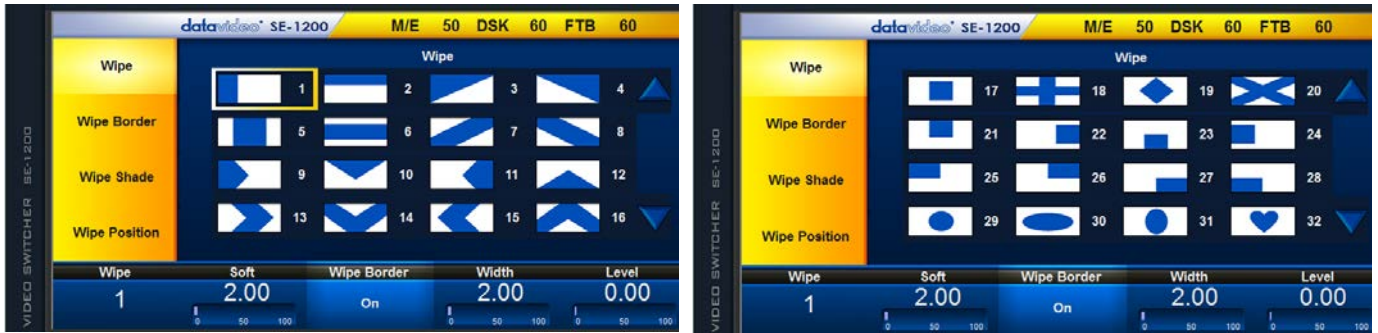 datavideo® SE-1200 M/E 50 DSK 60 FTB 60
Wipe
Wipe
1 2 3 4
Wipe Border
5 6 7 8
Wipe Shade
9 10 11 12
Wipe Position
13 14 15 16
Wipe Soft Wipe Border Width Level
1 2.00 On 2.00 0.00
0 50 100 0 50 100 0 50 100
VIDEO SWITCHER SE-1200
datavideo® SE-1200 M/E 50 DSK 60 FTB 60
Wipe
Wipe
17 18 19 20
Wipe Border
21 22 23 24
Wipe Shade
25 26 27 28
Wipe Position
29 30 31 32
Wipe Soft Wipe Border Width Level
1 2.00 On 2.00 0.00
0 50 100 0 50 100 0 50 100
VIDEO SWITCHER SE-1200